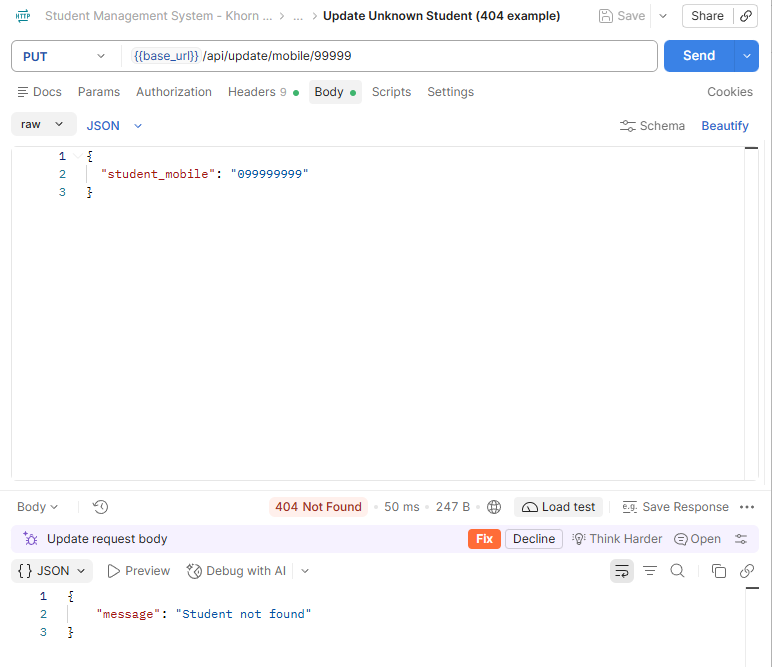 HTTP Student Management System - Khorn ... > ... > Update Unknown Student (404 example) Save Share
PUT {{base_url}} /api/update/mobile/99999 Send
Docs Params Authorization Headers 9 Body Scripts Settings Cookies
raw JSON Schema Beautify
1 {
2 "student_mobile": "099999999"
3 }
Body 404 Not Found • 50 ms • 247 B • Load test e.g. Save Response
Update request body Fix Decline Think Harder Open
{} JSON Preview Debug with AI
1 {
2 "message": "Student not found"
3 }